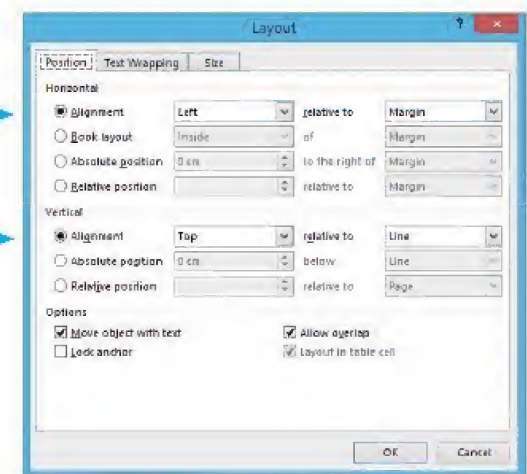 Layout ?
Position Text Wrapping Size
Horizontal
Alignment Left relative to Margin
Book layout Inside of Margin
Absolute position 0 cm to the right of Margin
Relative position relative to Margin
Vertical
Alignment Top relative to Line
Absolute position 0 cm below Line
Relative position relative to Page
Options
Move object with text Allow overlap
Lock anchor Layout in table cell
OK Cancel